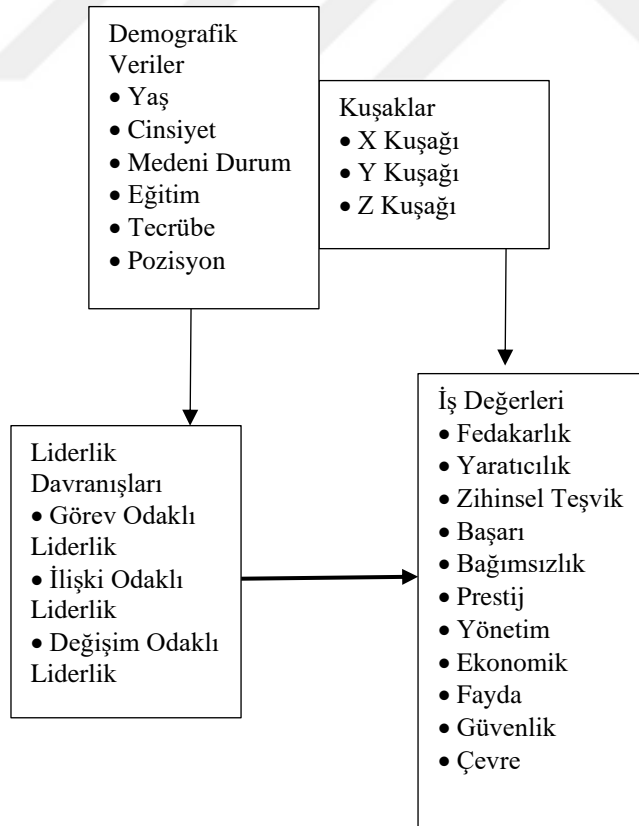 Demografik
Veriler
• Yaş
• Cinsiyet
• Medeni Durum
• Eğitim
• Tecrübe
• Pozisyon
Kuşaklar
• X Kuşağı
• Y Kuşağı
• Z Kuşağı
Liderlik
Davranışları
• Görev Odaklı
Liderlik
• İlişki Odaklı
Liderlik
• Değişim Odaklı
Liderlik
İş Değerleri
• Fedakarlık
• Yaratıcılık
• Zihinsel Teşvik
• Başarı
• Bağımsızlık
• Prestij
• Yönetim
• Ekonomik
• Fayda
• Güvenlik
• Çevre